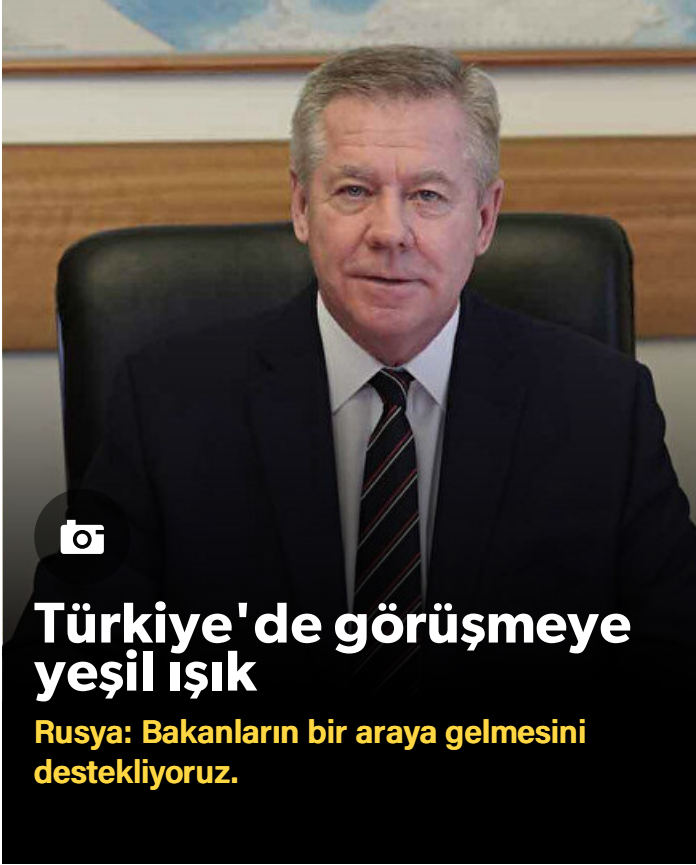 Türkiye'de görüşmeye
yeşil ışık
Rusya: Bakanların bir araya gelmesini
destekliyoruz.